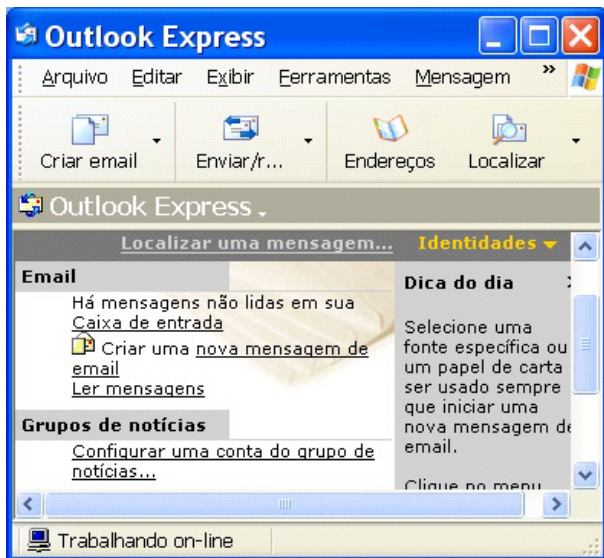 Outlook Express
Arquivo Editar Exibir Ferramentas Mensagem »
Criar email Enviar/r... Endereços Localizar
Outlook Express
Localizar uma mensagem... Identidades
Email
Há mensagens não lidas em sua
Caixa de entrada
Criar uma nova mensagem de
email
Ler mensagens
Grupos de notícias
Configurar uma conta do grupo de
notícias...
Dica do dia
Selecione uma
fonte específica ou
um papel de carta
ser usado sempre
que iniciar uma
nova mensagem de
email.
Clique no menu
Trabalhando on-line